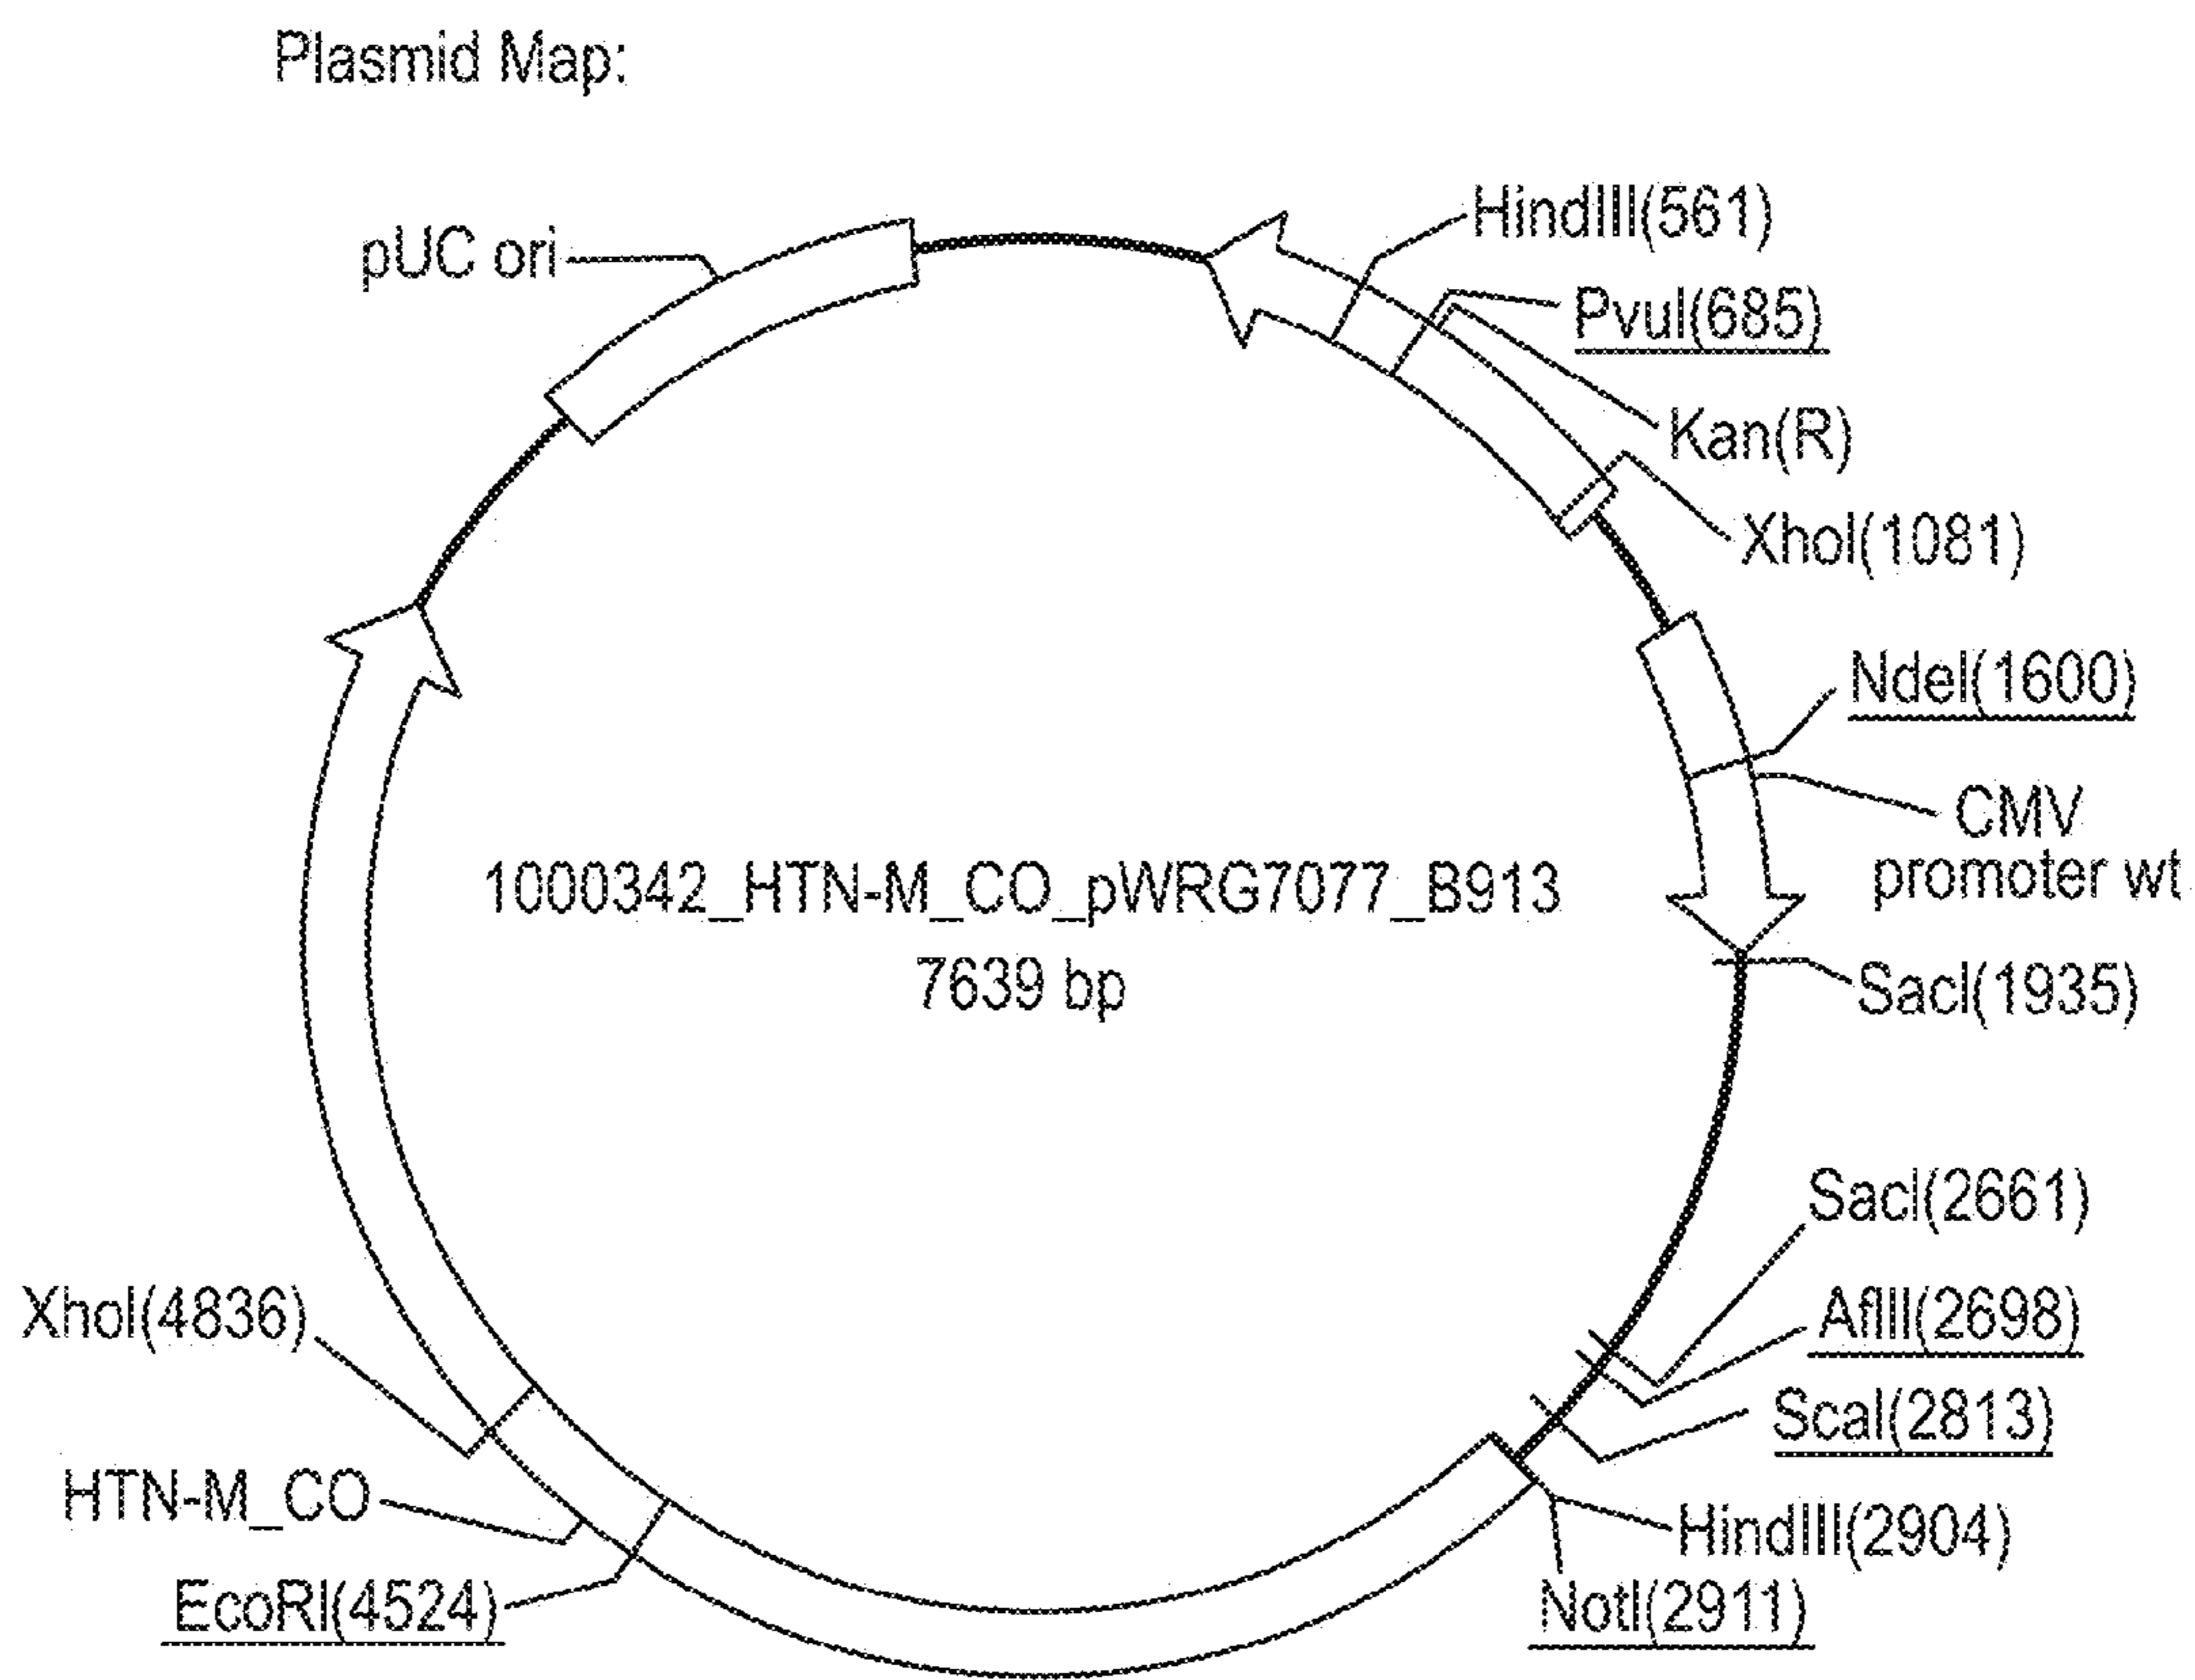 Plasmid Map:
pUC ori
HindIII(561)
PvuI(685)
Kan(R)
XhoI(1081)
NdeI(1600)
CMV
promoter wt
SacI(1935)
1000342_HTN-M_CO_pWRG7077_B913
7639 bp
SacI(2661)
AflII(2698)
ScaI(2813)
HindIII(2904)
NotI(2911)
XhoI(4836)
HTN-M_CO
EcoRI(4524)